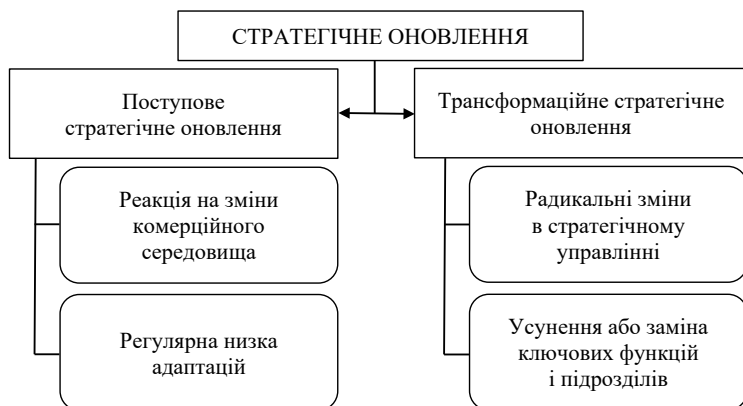 СТРАТЕГІЧНЕ ОНОВЛЕННЯ
Поступове
стратегічне оновлення
Трансформаційне стратегічне
оновлення
Реакція на зміни
комерційного
середовища
Радикальні зміни
в стратегічному
управлінні
Регулярна низка
адаптацій
Усунення або заміна
ключових функцій
і підрозділів